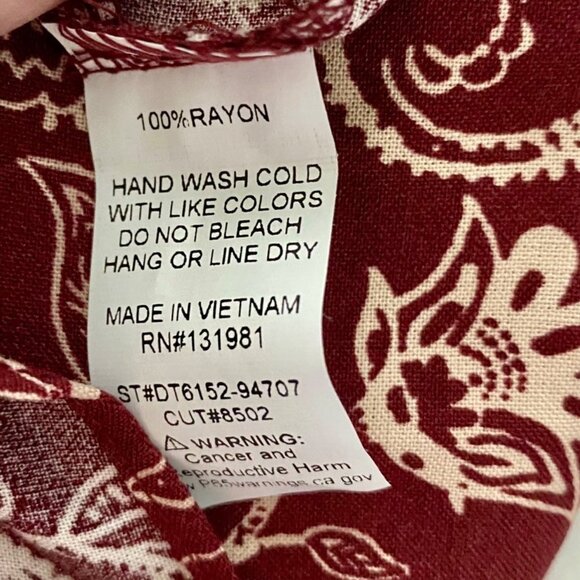 100%RAYON
HAND WASH COLD
WITH LIKE COLORS
DO NOT BLEACH
HANG OR LINE DRY
MADE IN VIETNAM
RN#131981
ST#DT6152-94707
CUT#8502
⚠ WARNING:
Cancer and
eproductive Harm
P65warnings.ca gov